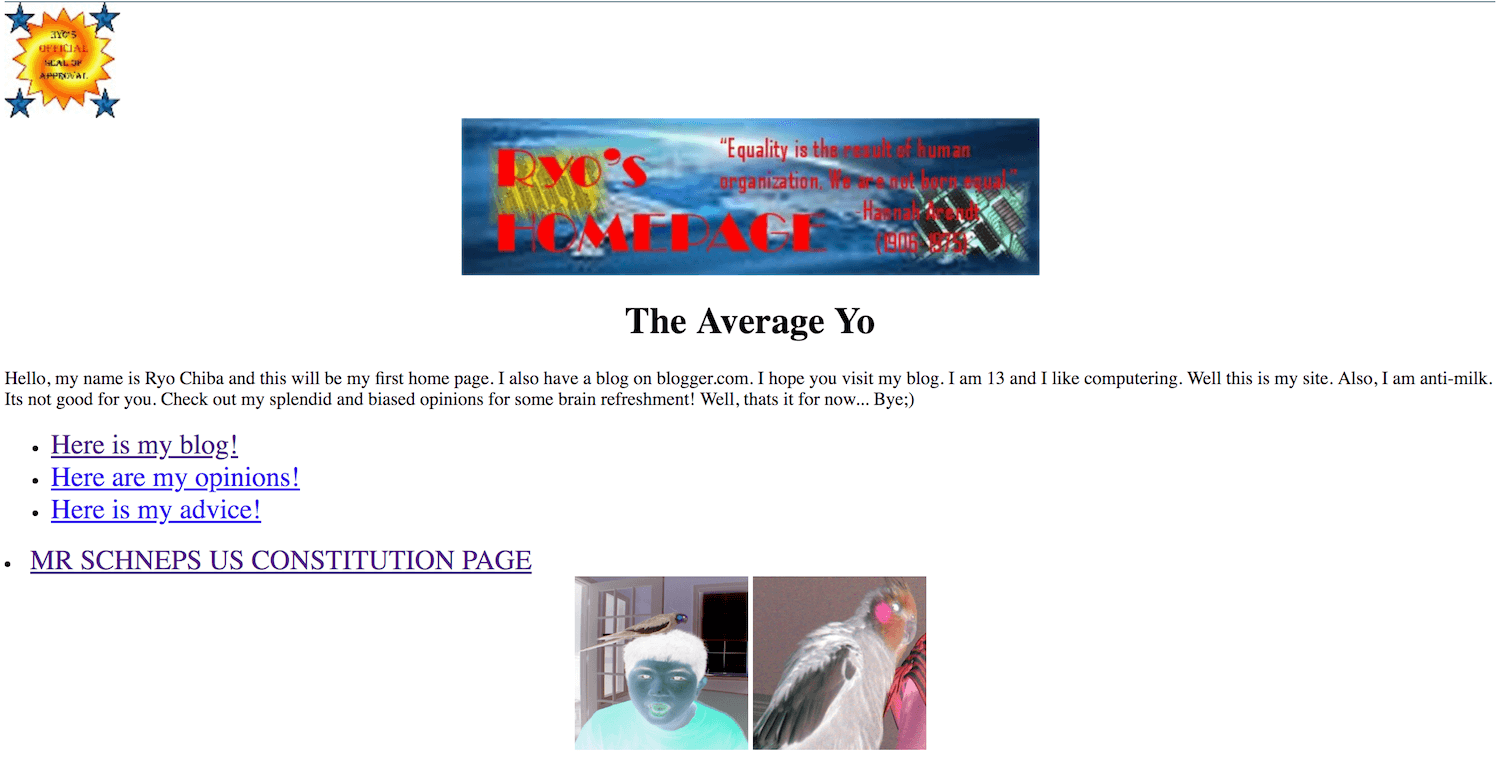 RYO'S
OFFICIAL
SEAL OF
APPROVAL
Ryo's
HOMEPAGE
“Equality is the result of human
organization. We are not born equal”
-Hannah Arendt
(1906-1975)
The Average Yo
Hello, my name is Ryo Chiba and this will be my first home page. I also have a blog on blogger.com. I hope you visit my blog. I am 13 and I like computering. Well this is my site. Also, I am anti-milk.
Its not good for you. Check out my splendid and biased opinions for some brain refreshment! Well, thats it for now... Bye;)
Here is my blog!
Here are my opinions!
Here is my advice!
MR SCHNEPS US CONSTITUTION PAGE